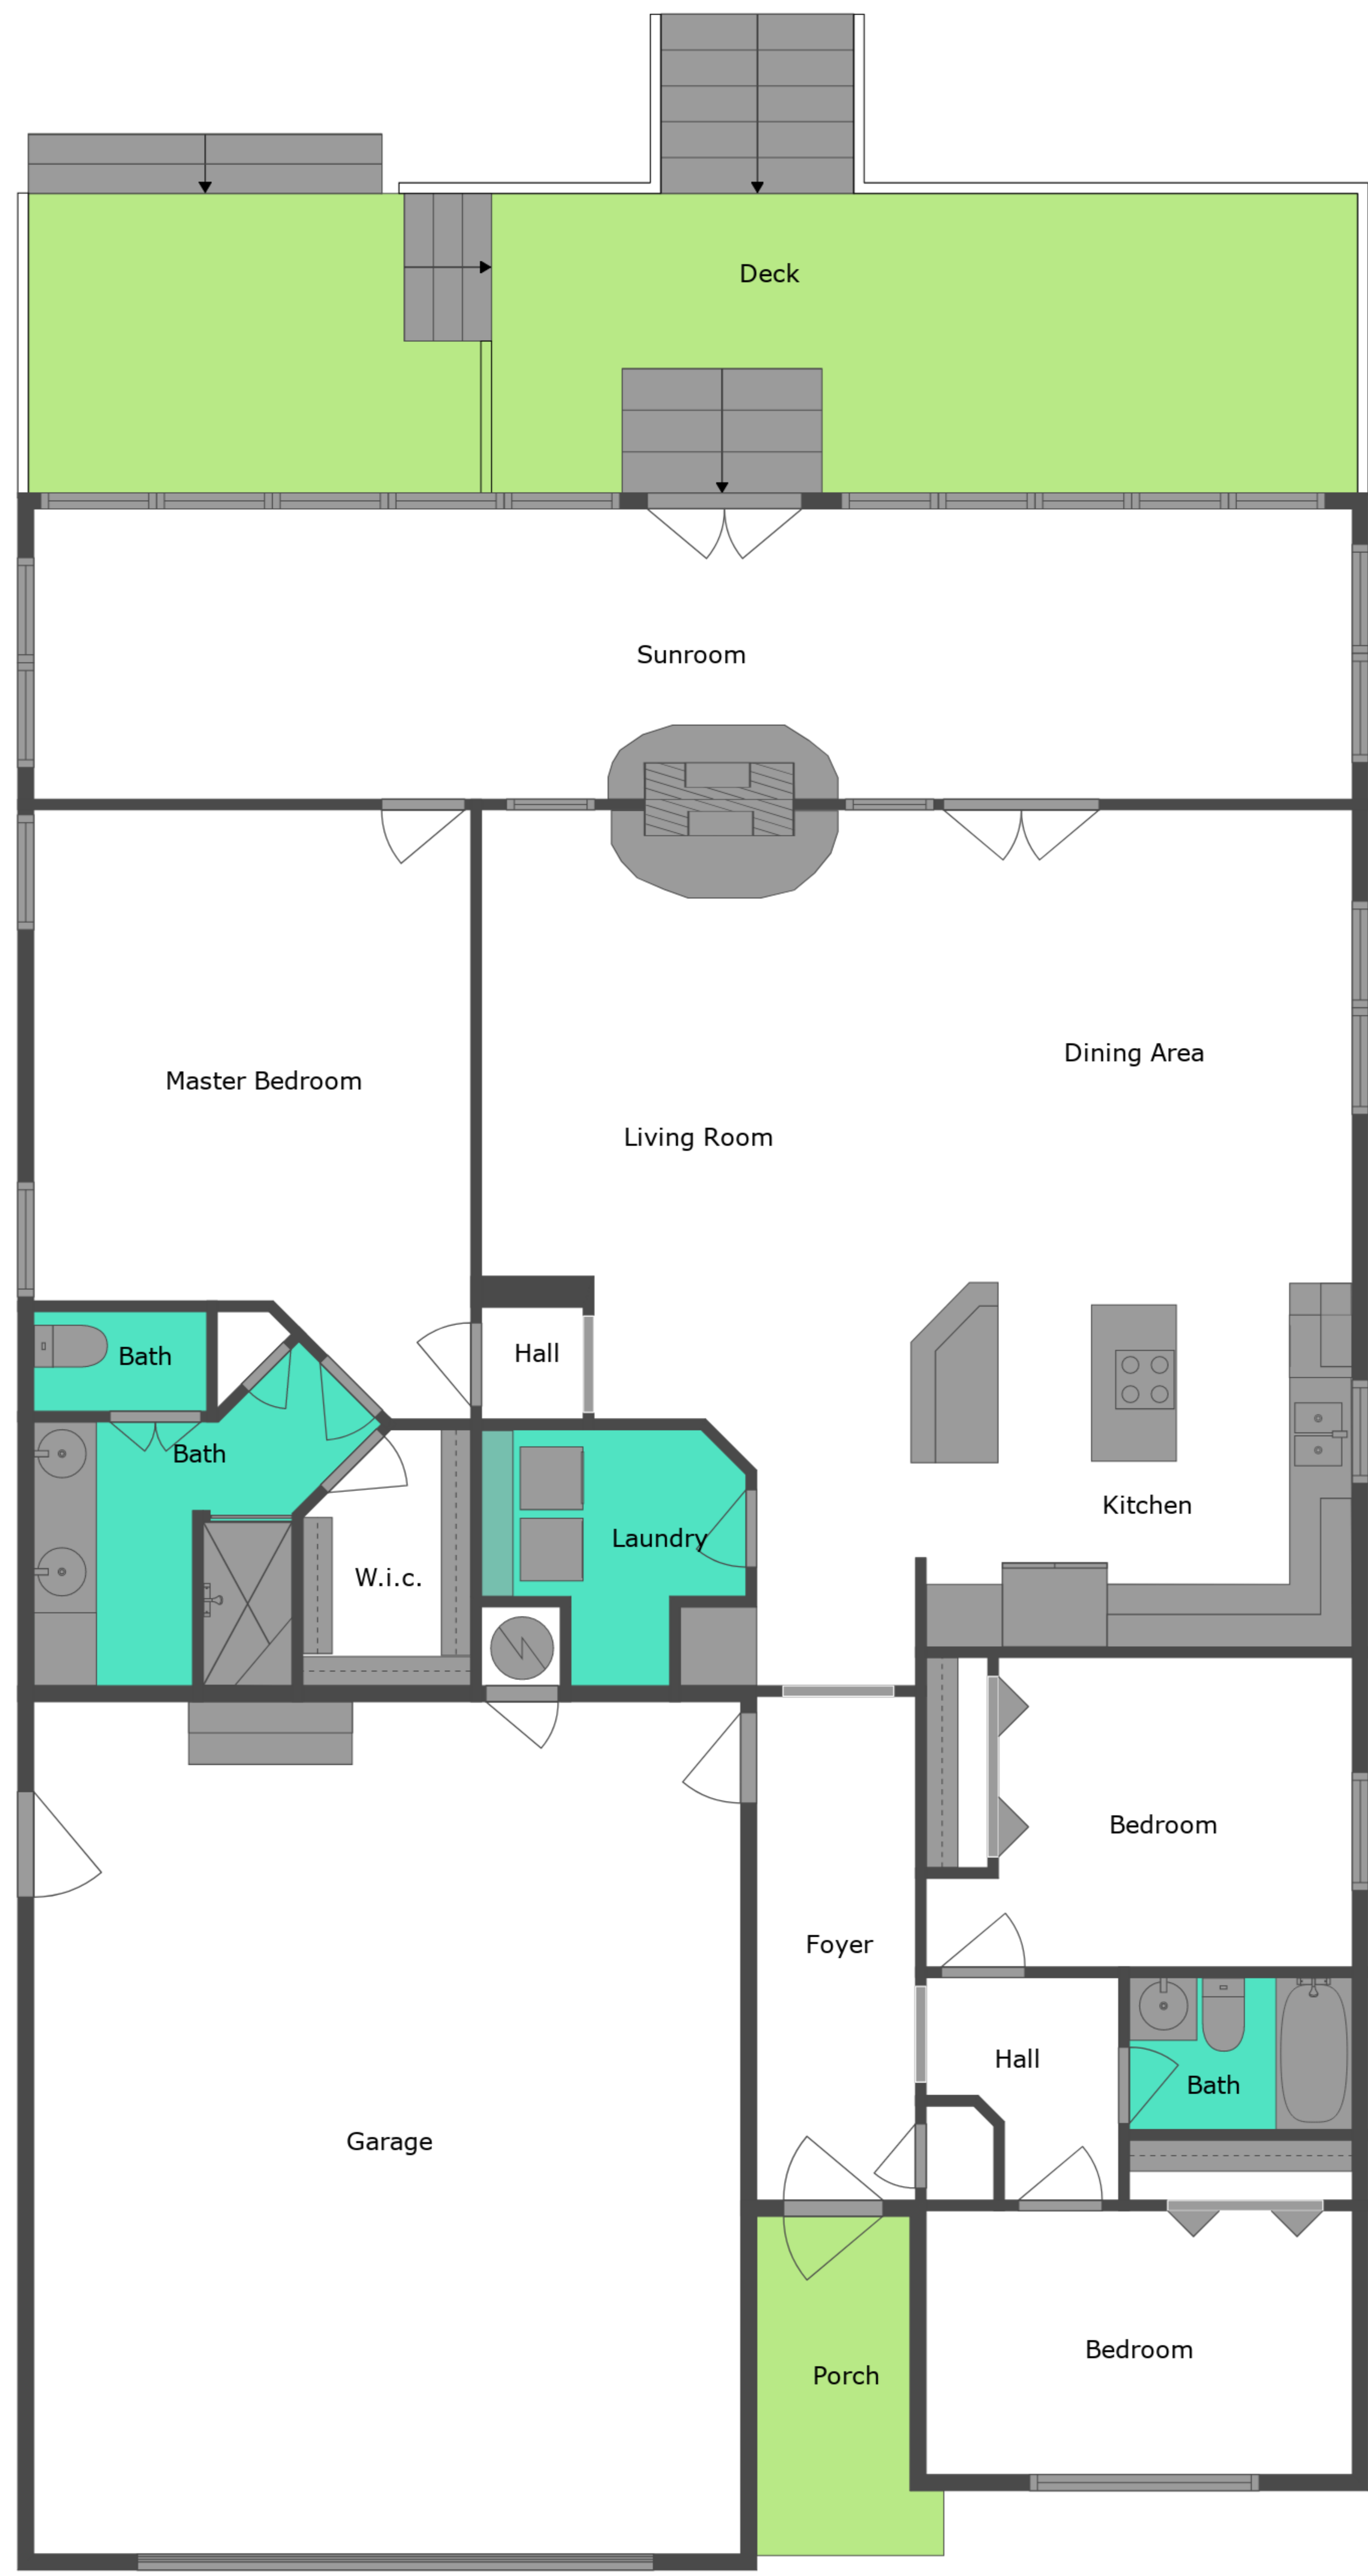 Deck
Sunroom
Dining Area
Master Bedroom
Living Room
Hall
Bath
Bath
Kitchen
Laundry
W.i.c.
Bedroom
Foyer
Hall
Bath
Garage
Bedroom
Porch